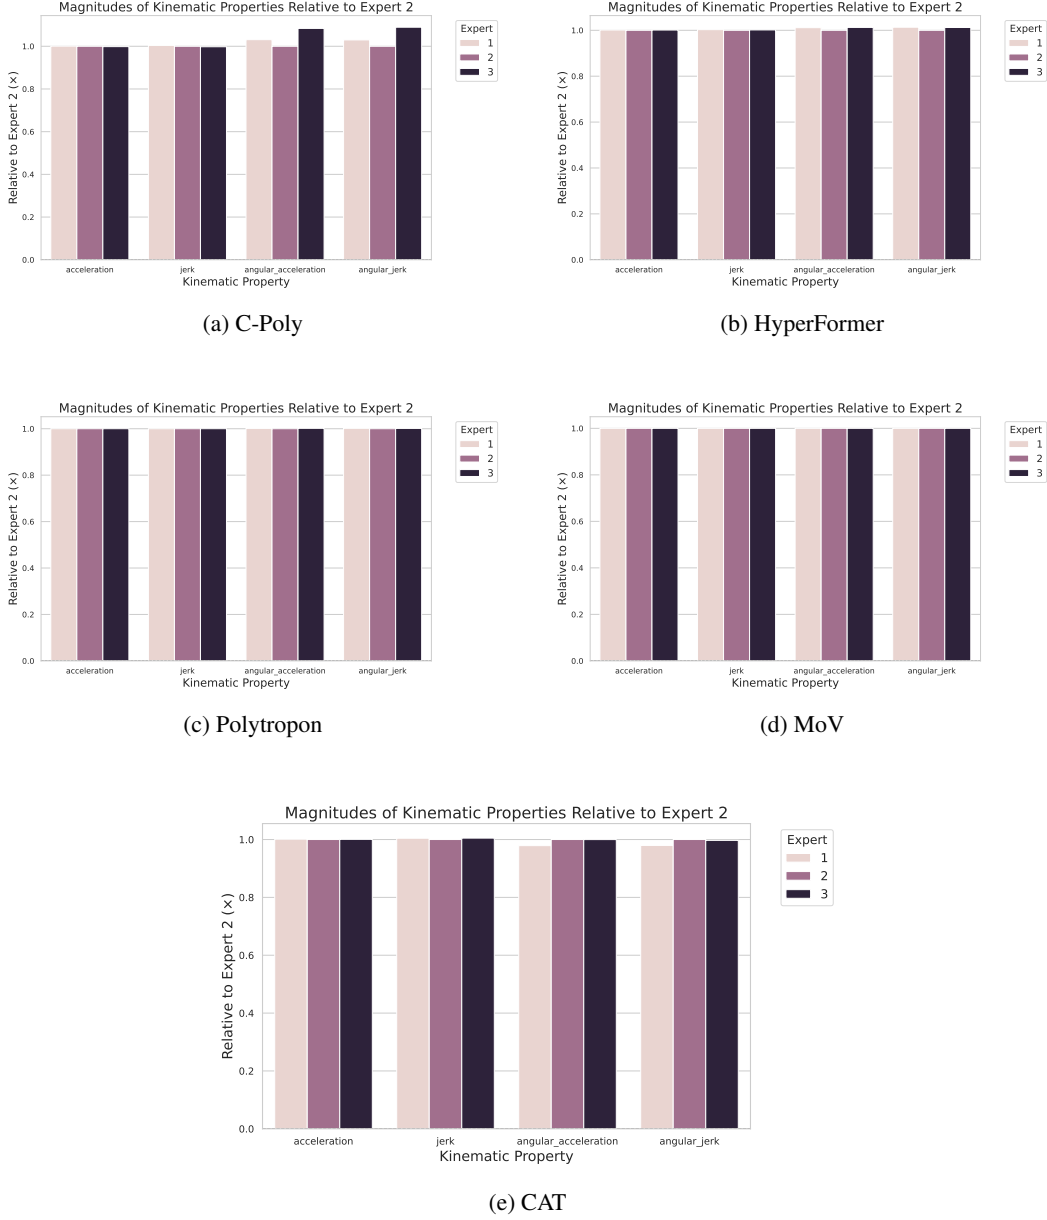 Magnitudes of Kinematic Properties Relative to Expert 2
Relative to Expert 2 (×)
1.0
0.8
0.6
0.4
0.2
0.0
acceleration jerk angular_acceleration angular_jerk
Kinematic Property
Expert
1
2
3
(a) C-Poly
Magnitudes of Kinematic Properties Relative to Expert 2
Relative to Expert 2 (×)
1.0
0.8
0.6
0.4
0.2
0.0
acceleration jerk angular_acceleration angular_jerk
Kinematic Property
Expert
1
2
3
(b) HyperFormer
Magnitudes of Kinematic Properties Relative to Expert 2
Relative to Expert 2 (×)
1.0
0.8
0.6
0.4
0.2
0.0
acceleration jerk angular_acceleration angular_jerk
Kinematic Property
Expert
1
2
3
(c) Polytropon
Magnitudes of Kinematic Properties Relative to Expert 2
Relative to Expert 2 (×)
1.0
0.8
0.6
0.4
0.2
0.0
acceleration jerk angular_acceleration angular_jerk
Kinematic Property
Expert
1
2
3
(d) MoV
Magnitudes of Kinematic Properties Relative to Expert 2
Relative to Expert 2 (×)
1.0
0.8
0.6
0.4
0.2
0.0
acceleration jerk angular_acceleration angular_jerk
Kinematic Property
Expert
1
2
3
(e) CAT